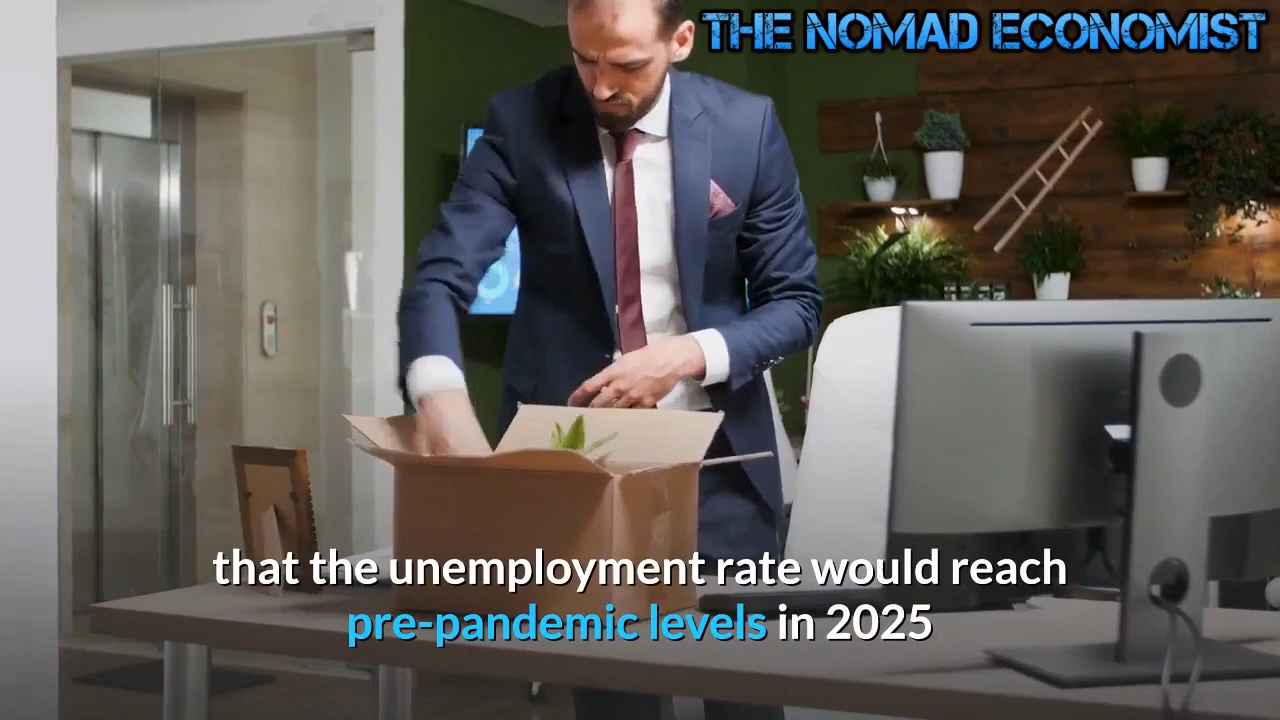 THE NOMAD ECONOMIST
that the unemployment rate would reach
pre-pandemic levels in 2025